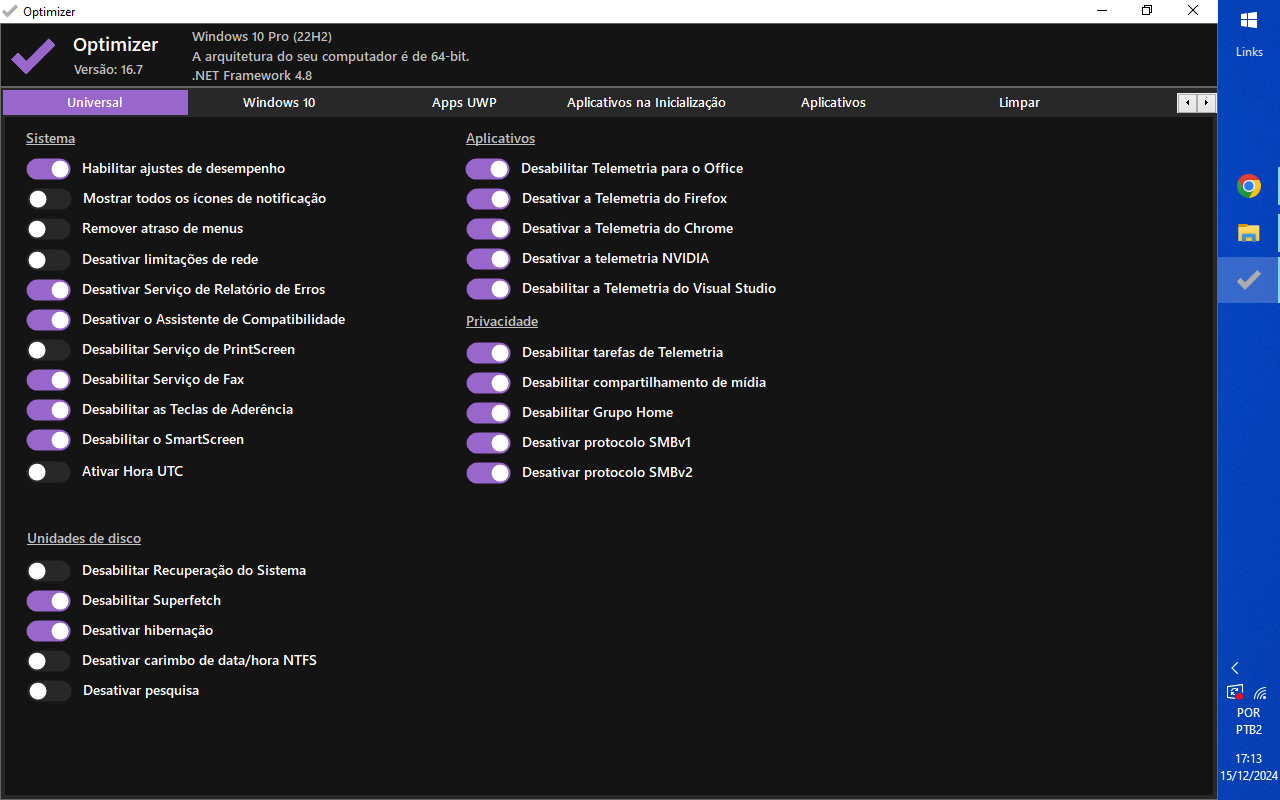 Optimizer
Optimizer
Versão: 16.7
Windows 10 Pro (22H2)
A arquitetura do seu computador é de 64-bit.
.NET Framework 4.8
Universal
Windows 10
Apps UWP
Aplicativos na Inicialização
Aplicativos
Limpar
Sistema
Habilitar ajustes de desempenho
Mostrar todos os ícones de notificação
Remover atraso de menus
Desativar limitações de rede
Desativar Serviço de Relatório de Erros
Desativar o Assistente de Compatibilidade
Desabilitar Serviço de PrintScreen
Desabilitar Serviço de Fax
Desabilitar as Teclas de Aderência
Desabilitar o SmartScreen
Ativar Hora UTC
Unidades de disco
Desabilitar Recuperação do Sistema
Desabilitar Superfetch
Desativar hibernação
Desativar carimbo de data/hora NTFS
Desativar pesquisa
Aplicativos
Desabilitar Telemetria para o Office
Desativar a Telemetria do Firefox
Desativar a Telemetria do Chrome
Desativar a telemetria NVIDIA
Desabilitar a Telemetria do Visual Studio
Privacidade
Desabilitar tarefas de Telemetria
Desabilitar compartilhamento de mídia
Desabilitar Grupo Home
Desativar protocolo SMBv1
Desativar protocolo SMBv2
Links
POR
PTB2
17:13
15/12/2024